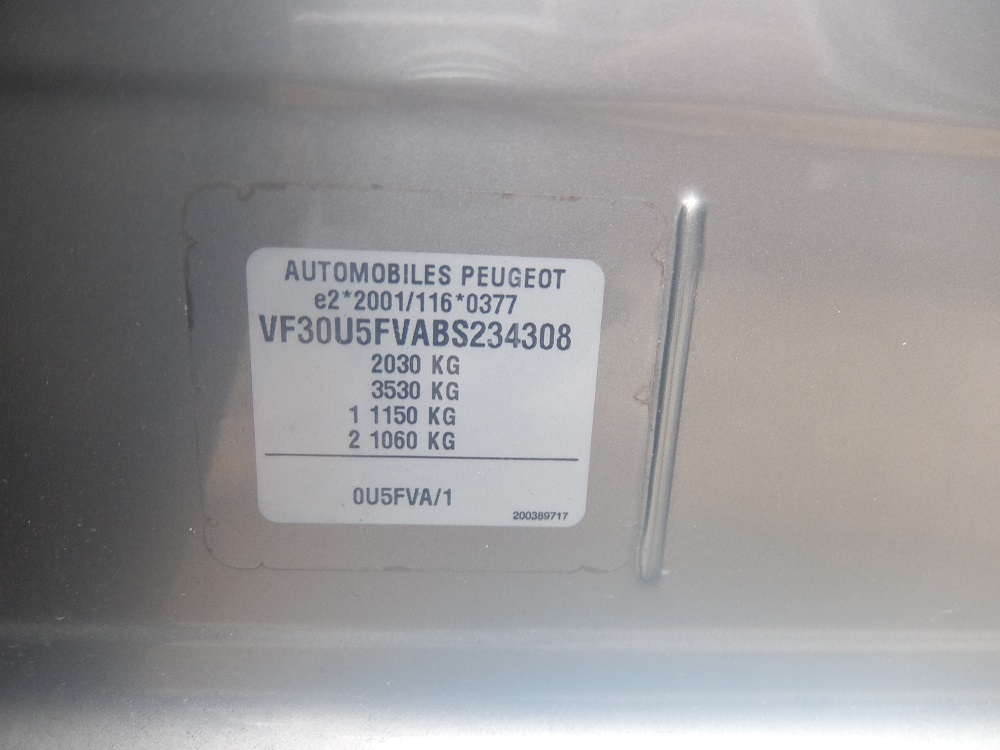 AUTOMOBILES PEUGEOT
e2*2001/116*0377
VF30U5FVABS234308
2030 KG
3530 KG
1 1150 KG
2 1060 KG
0U5FVA/1
200389717